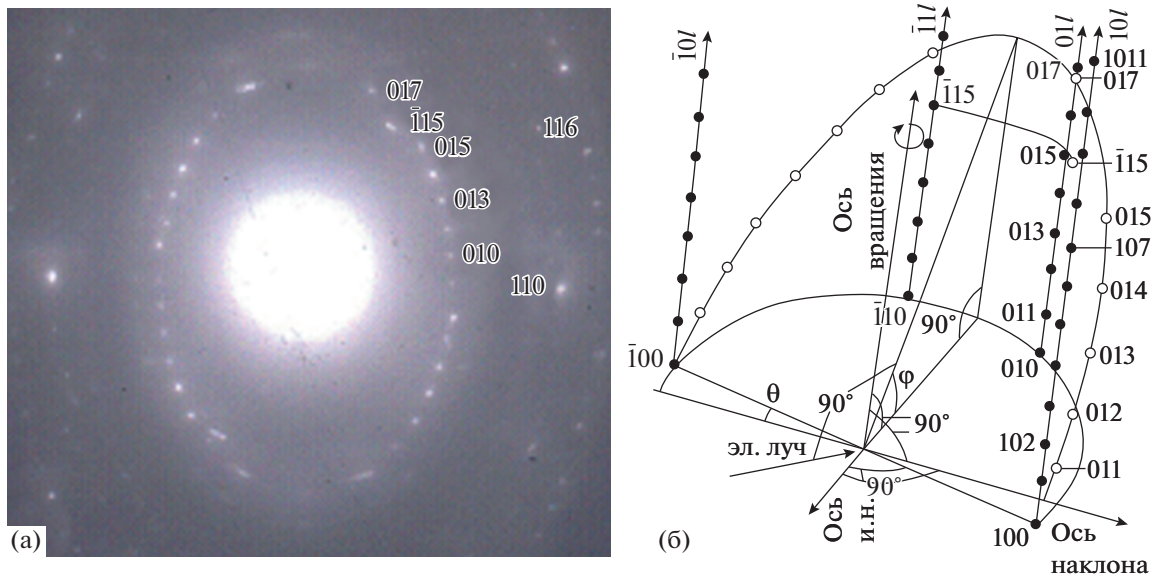 017
1̄15
015
116
013
010
110
(а)
1̄0l
1̄1l
01l
10l
1011
017
017
1̄15
015
1̄15
Ось
вращения
015
013
107
014
011
1̄10
90°
013
1̄00
010
θ
φ
90°
90°
012
эл. луч
102
011
90°
Ось
и.н.
100
Ось
наклона
(б)